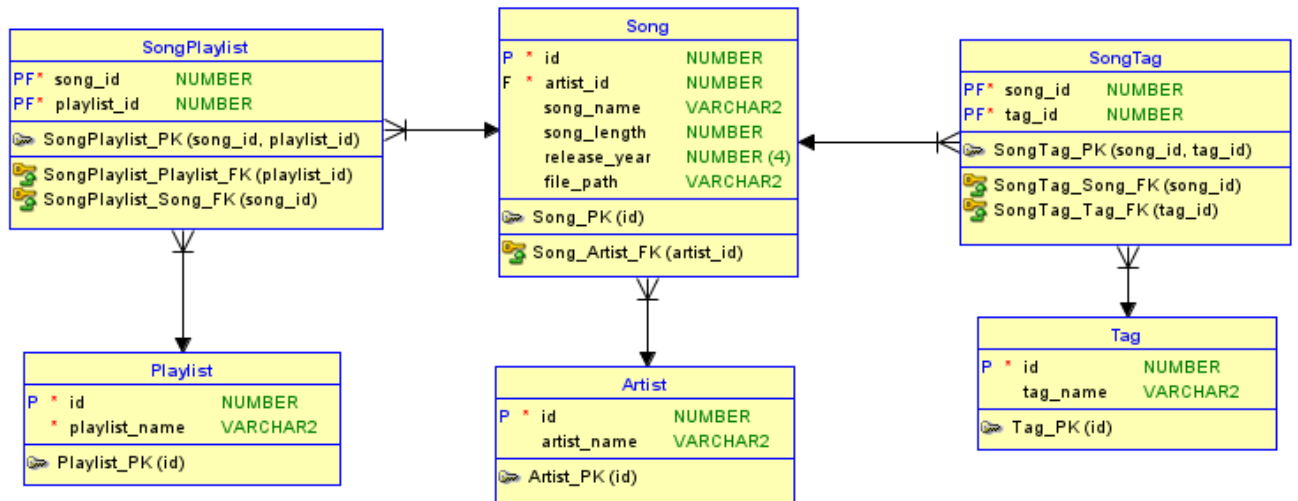 SongPlaylist
PF* song_id NUMBER
PF* playlist_id NUMBER
SongPlaylist_PK (song_id, playlist_id)
SongPlaylist_Playlist_FK (playlist_id)
SongPlaylist_Song_FK (song_id)
Song
P * id NUMBER
F * artist_id NUMBER
song_name VARCHAR2
song_length NUMBER
release_year NUMBER (4)
file_path VARCHAR2
Song_PK (id)
Song_Artist_FK (artist_id)
SongTag
PF* song_id NUMBER
PF* tag_id NUMBER
SongTag_PK (song_id, tag_id)
SongTag_Song_FK (song_id)
SongTag_Tag_FK (tag_id)
Playlist
P * id NUMBER
* playlist_name VARCHAR2
Playlist_PK (id)
Artist
P * id NUMBER
artist_name VARCHAR2
Artist_PK (id)
Tag
P * id NUMBER
tag_name VARCHAR2
Tag_PK (id)